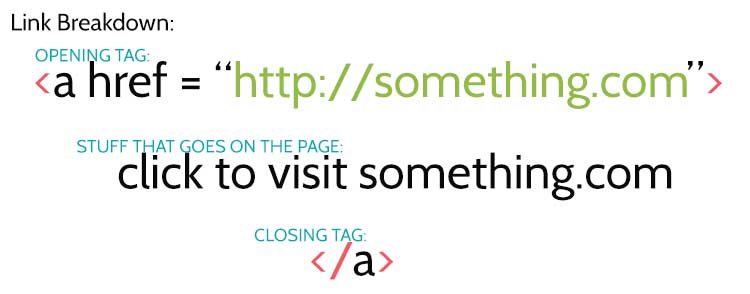 Link Breakdown:
OPENING TAG:
<a href = “http://something.com”>
STUFF THAT GOES ON THE PAGE:
click to visit something.com
CLOSING TAG:
</a>